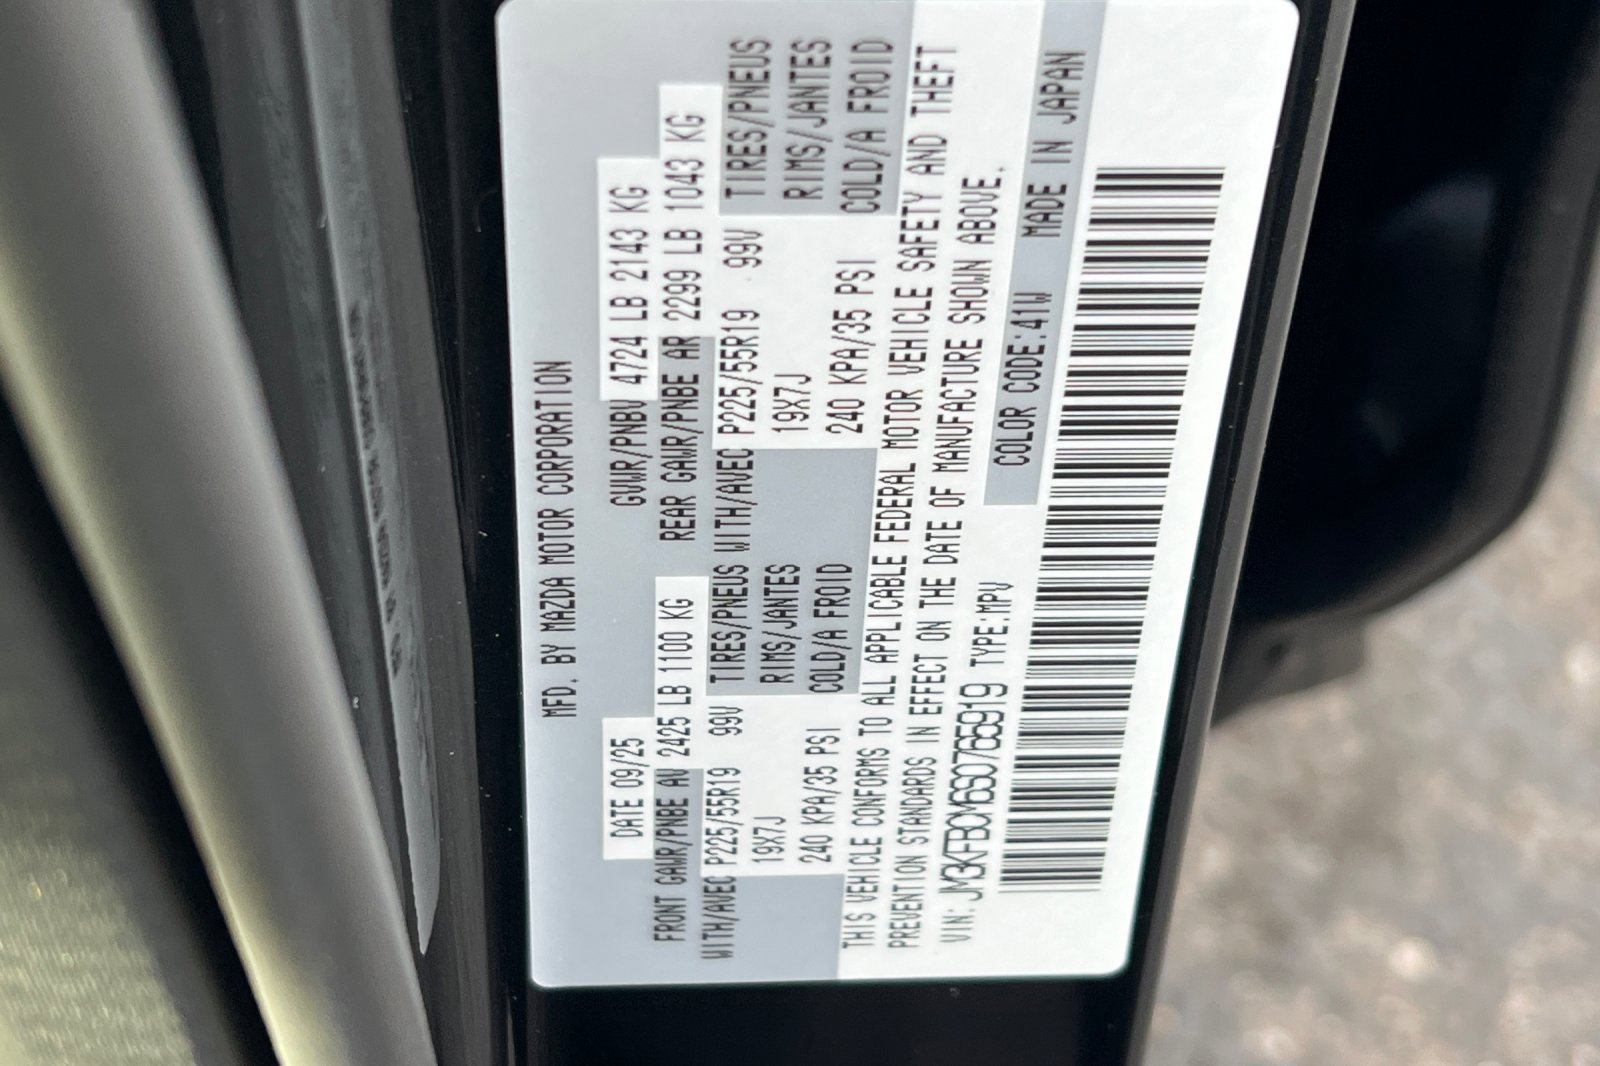 MFD. BY MAZDA MOTOR CORPORATION
DATE 09/25 GVWR/PNBV 4724 LB 2143 KG
FRONT GAWR/PNBE AV 2425 LB 1100 KG REAR GAWR/PNBE AR 2299 LB 1043 KG
WITH/AVEC P225/55R19 99V TIRES/PNEUS WITH/AVEC P225/55R19 99V TIRES/PNEUS
19X7J RIMS/JANTES 19X7J RIMS/JANTES
240 KPA/35 PSI COLD/A FROID 240 KPA/35 PSI COLD/A FROID
THIS VEHICLE CONFORMS TO ALL APPLICABLE FEDERAL MOTOR VEHICLE SAFETY AND THEFT
PREVENTION STANDARDS IN EFFECT ON THE DATE OF MANUFACTURE SHOWN ABOVE.
VIN: JM3KFBCM6S0765919 TYPE:MPV COLOR CODE:41W MADE IN JAPAN